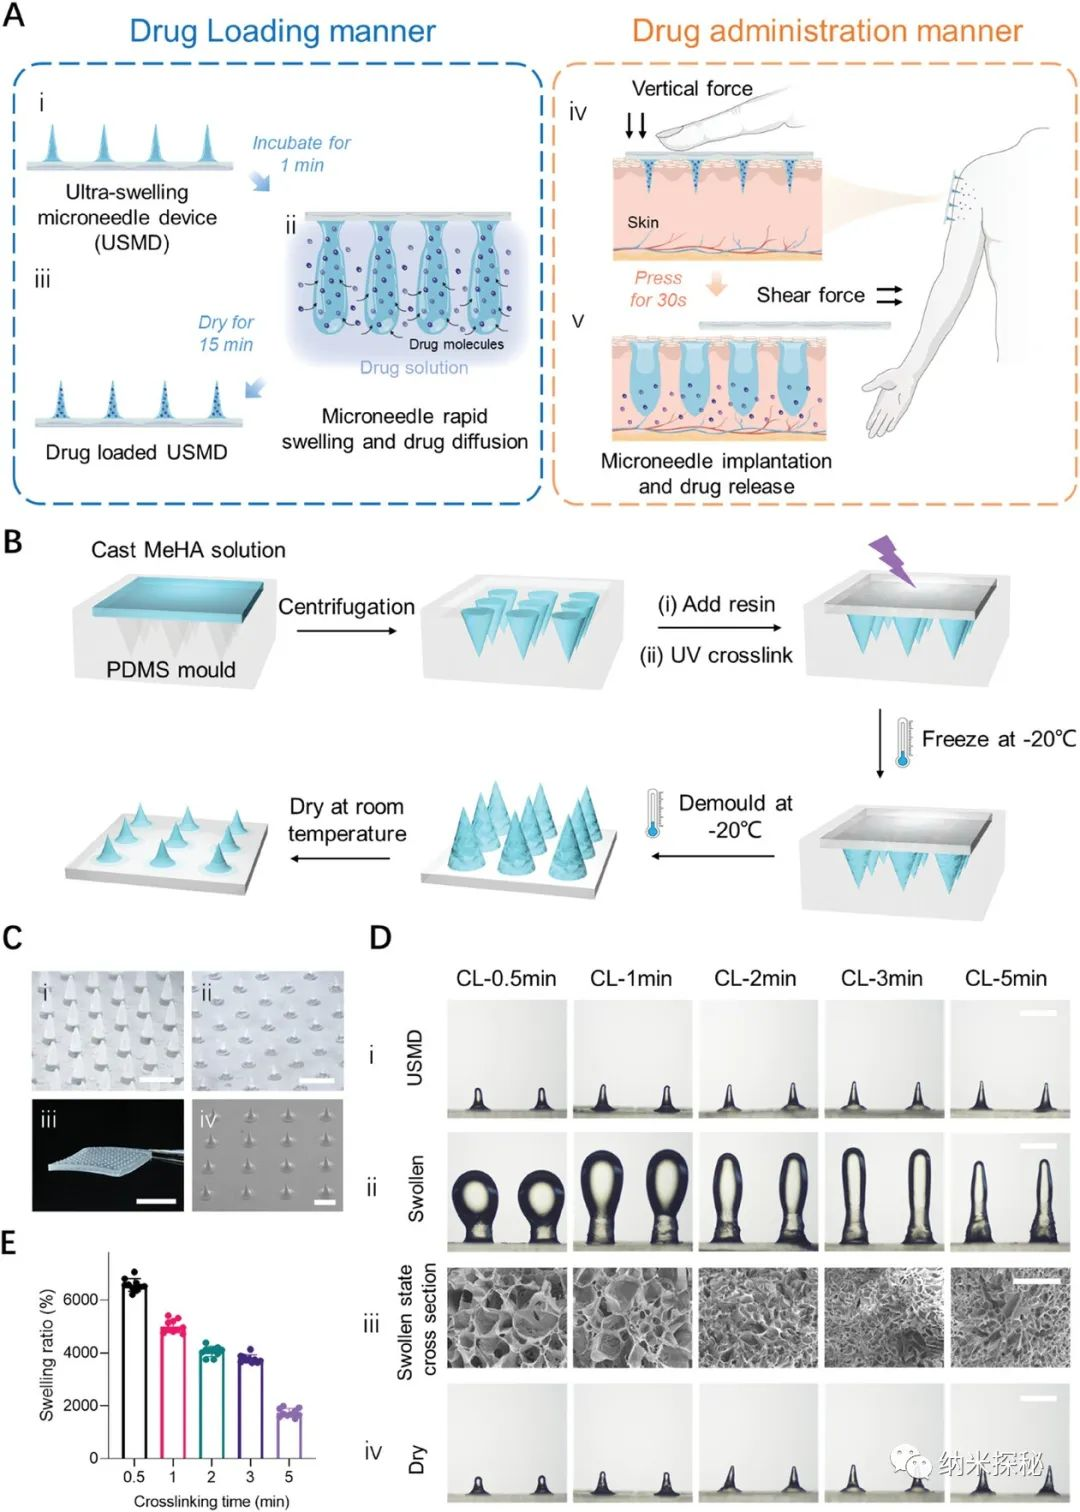 A
Drug Loading manner
Drug administration manner
i
Incubate for
1 min
Ultra-swelling
microneedle device
(USMD)
ii
iii
Dry for
15 min
Drug molecules
Drug solution
Drug loaded USMD
Microneedle rapid
swelling and drug diffusion
iv
Vertical force
Skin
Press
for 30s
Shear force
v
Microneedle implantation
and drug release
B
Cast MeHA solution
PDMS mould
Centrifugation
(i) Add resin
(ii) UV crosslink
Freeze at -20℃
Demould at
-20℃
Dry at room
temperature
C
i
ii
iii
iv
D
CL-0.5min
CL-1min
CL-2min
CL-3min
CL-5min
i
USMD
ii
Swollen
iii
Swollen state
cross section
iv
Dry
E
Swelling ratio (%)
6000
4000
2000
0
0.5
1
2
3
5
Crosslinking time (min)
纳米探秘